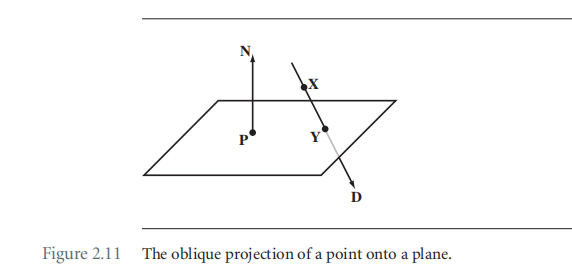 N
X
P
Y
D
Figure 2.11 The oblique projection of a point onto a plane.